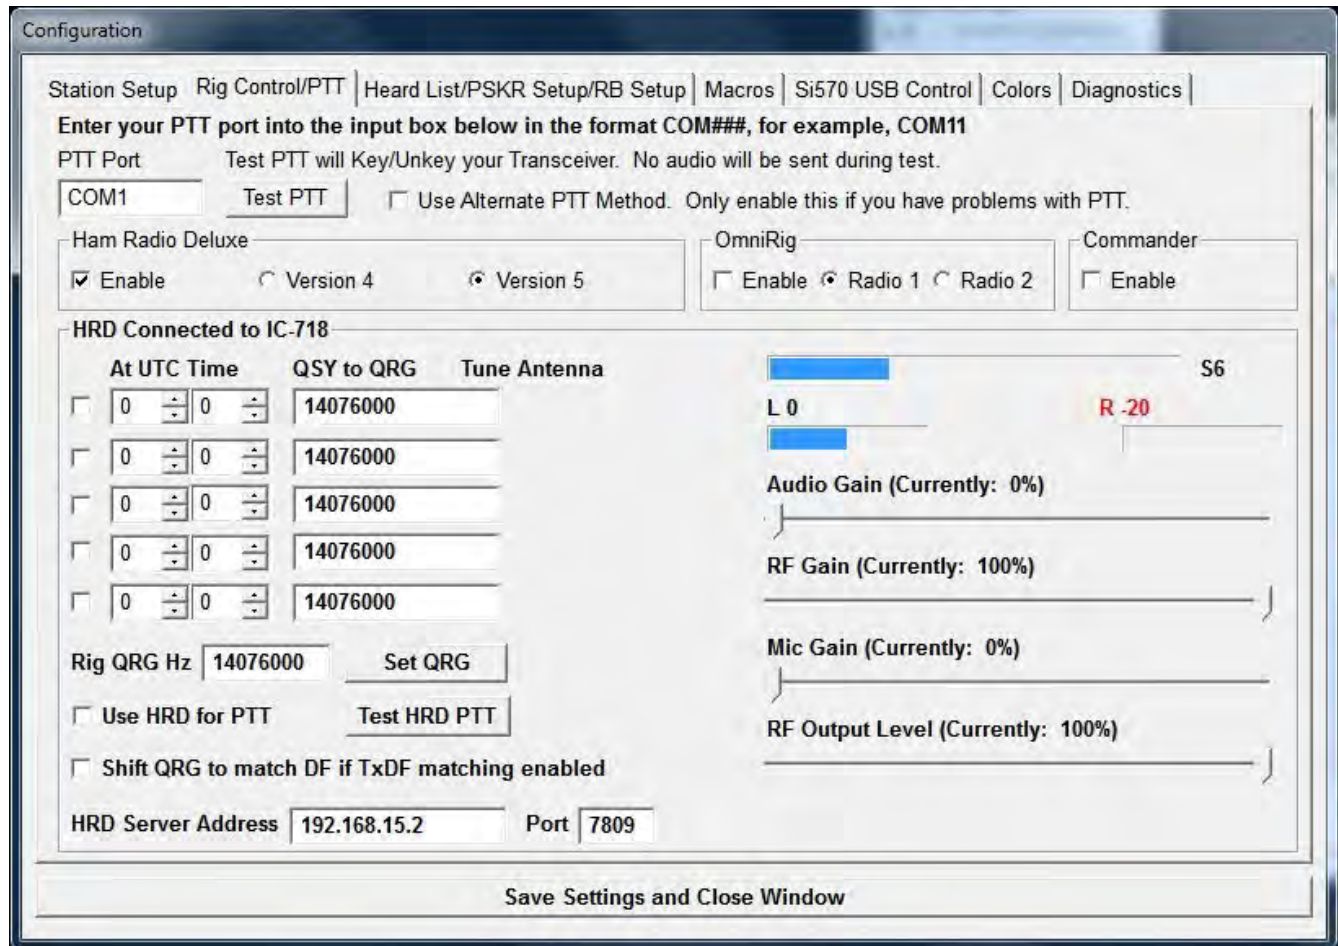 Configuration
Station Setup Rig Control/PTT Heard List/PSKR Setup/RB Setup Macros Si570 USB Control Colors Diagnostics
Enter your PTT port into the input box below in the format COM###, for example, COM11
PTT Port Test PTT will Key/Unkey your Transceiver. No audio will be sent during test.
COM1 Test PTT Use Alternate PTT Method. Only enable this if you have problems with PTT.
Ham Radio Deluxe OmniRig Commander
Enable Version 4 Version 5 Enable Radio 1 Radio 2 Enable
HRD Connected to IC-718
At UTC Time QSY to QRG Tune Antenna S6
0 0 14076000 L 0 R -20
0 0 14076000
0 0 14076000 Audio Gain (Currently: 0%)
0 0 14076000 RF Gain (Currently: 100%)
0 0 14076000
Rig QRG Hz 14076000 Set QRG Mic Gain (Currently: 0%)
Use HRD for PTT Test HRD PTT RF Output Level (Currently: 100%)
Shift QRG to match DF if TxDF matching enabled
HRD Server Address 192.168.15.2 Port 7809
Save Settings and Close Window